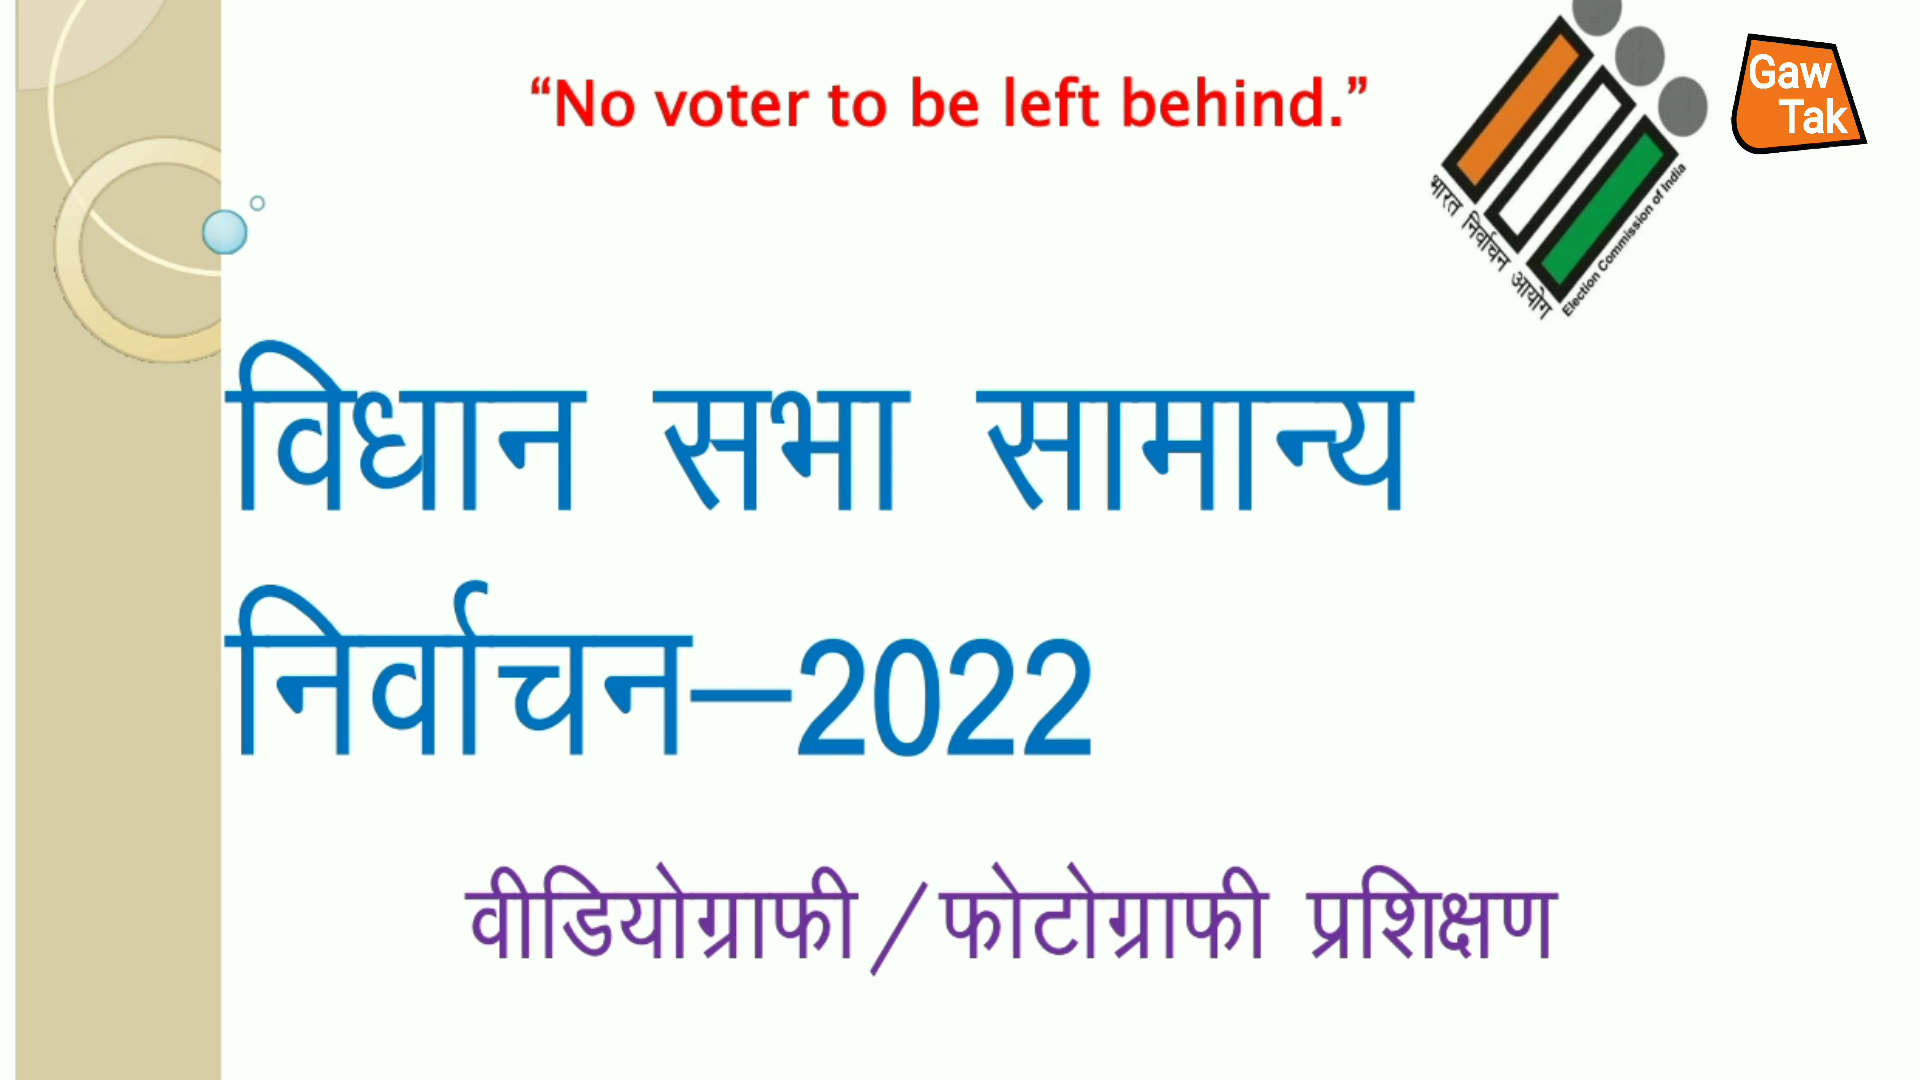 “No voter to be left behind.”
Gaw
Tak
भारत निर्वाचन आयोग
Election Commission of India
विधान सभा सामान्य
निर्वाचन–2022
वीडियोग्राफी/फोटोग्राफी प्रशिक्षण